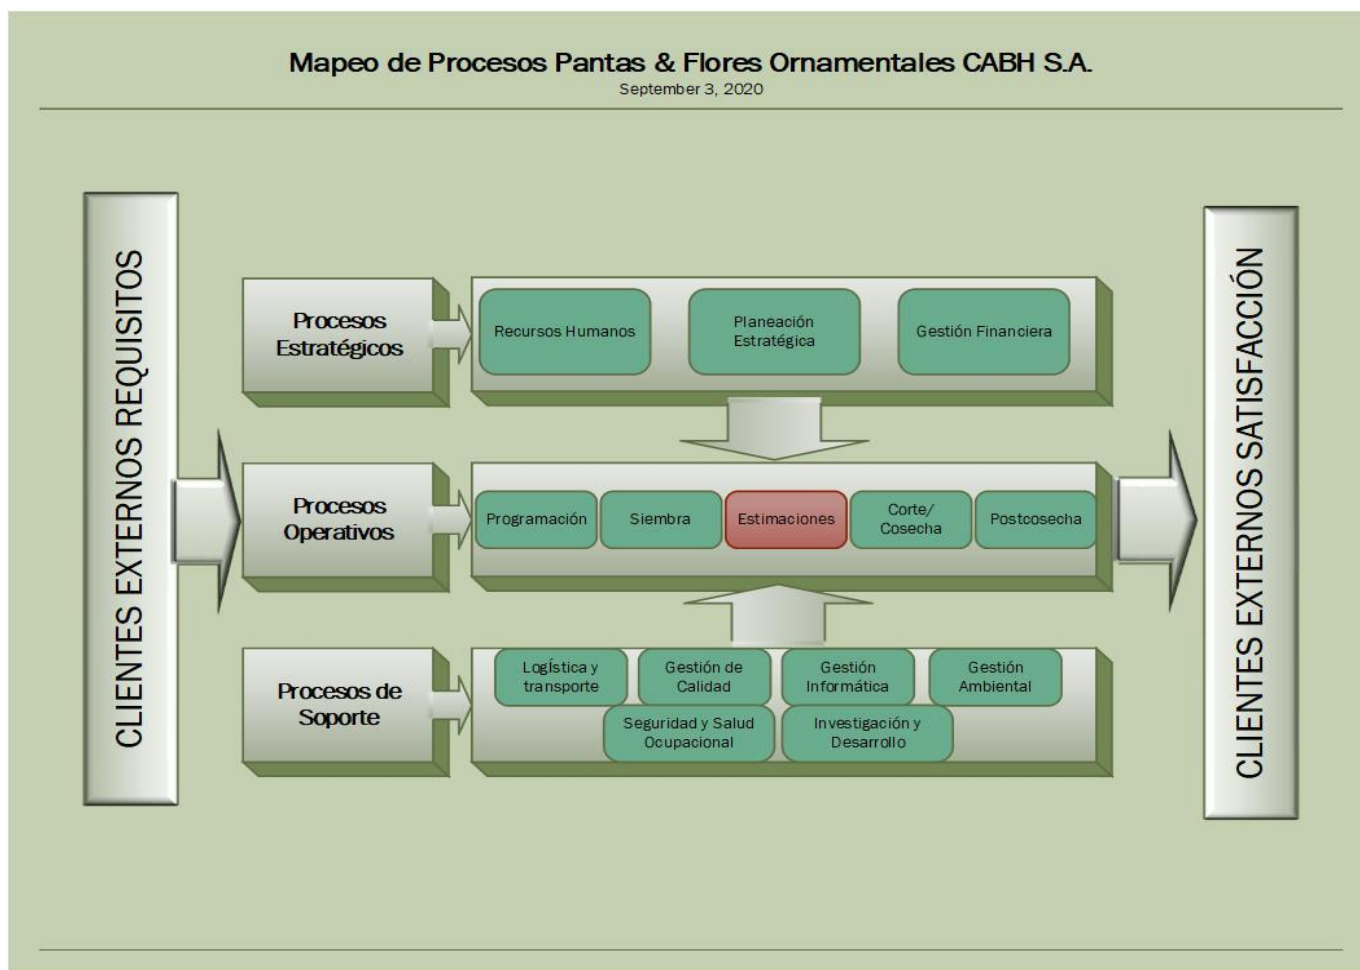 Mapeo de Procesos Pantas & Flores Ornamentales CABH S.A.
September 3, 2020
CLIENTES EXTERNOS REQUISITOS
Procesos
Estratégicos
Recursos Humanos
Planeación
Estratégica
Gestión Financiera
Procesos
Operativos
Programación
Siembra
Estimaciones
Corte/
Cosecha
Postcosecha
Procesos de
Soporte
Logística y
transporte
Gestión de
Calidad
Gestión
Informática
Gestión
Ambiental
Seguridad y Salud
Ocupacional
Investigación y
Desarrollo
CLIENTES EXTERNOS SATISFACCIÓN